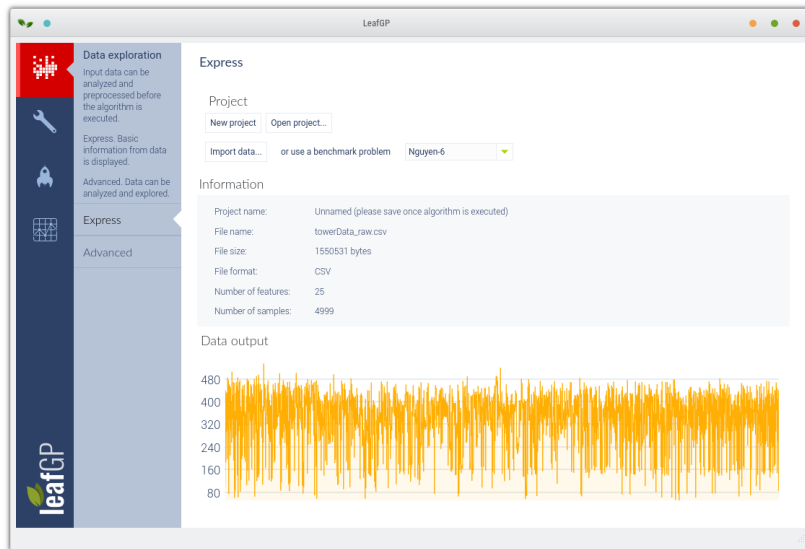 LeafGP
Data exploration
Input data can be
analyzed and
preprocessed before
the algorithm is
executed.
Express. Basic
information from data
is displayed.
Advanced. Data can be
analyzed and explored.
Express
Advanced
leafGP
Express
Project
New project
Open project...
Import data...
or use a benchmark problem
Nguyen-6
Information
Project name:
Unnamed (please save once algorithm is executed)
File name:
towerData_raw.csv
File size:
1550531 bytes
File format:
CSV
Number of features:
25
Number of samples:
4999
Data output
480
400
320
240
160
80